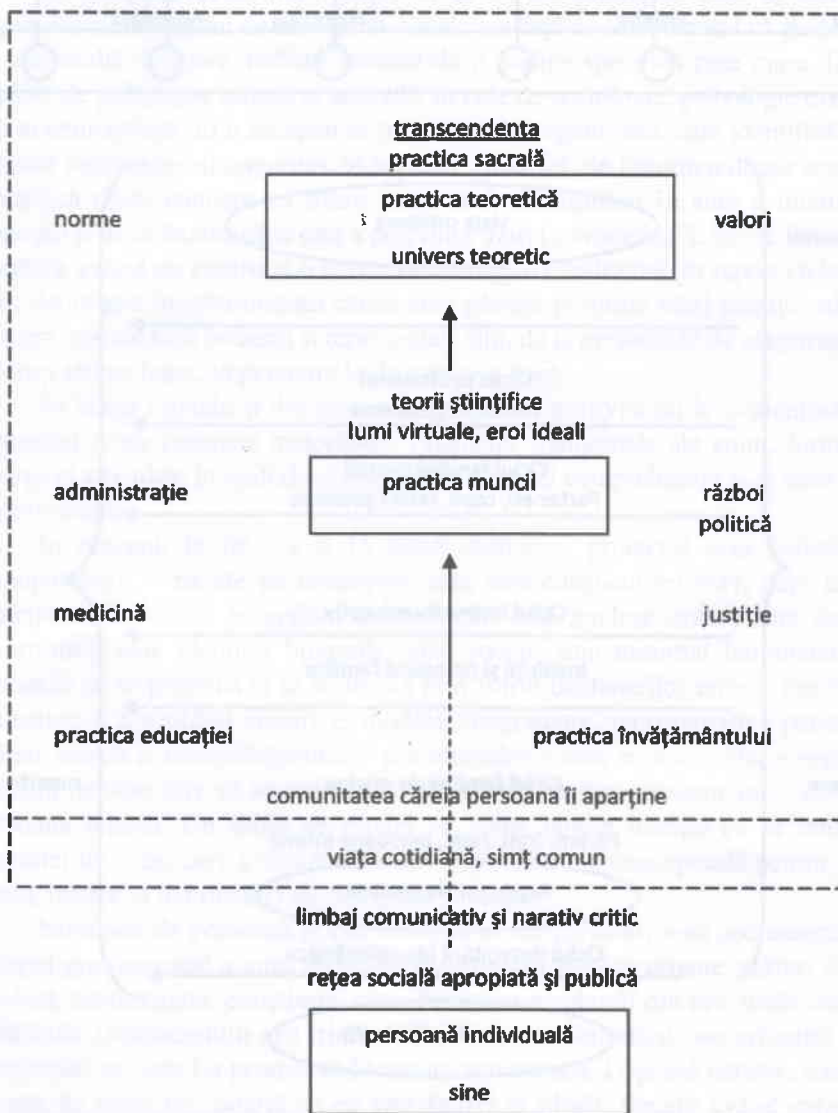 transcendenta
practica sacrală
practica teoretică
norme
valori
univers teoretic
teorii științifice
lumi virtuale, eroi ideali
practica muncii
administrație
război
politică
medicină
justiție
practica educației
practica învățământului
comunitatea căreia persoana îi aparține
viața cotidiană, simț comun
limbaj comunicativ și narativ critic
rețea socială apropiată și publică
persoană individuală
sine